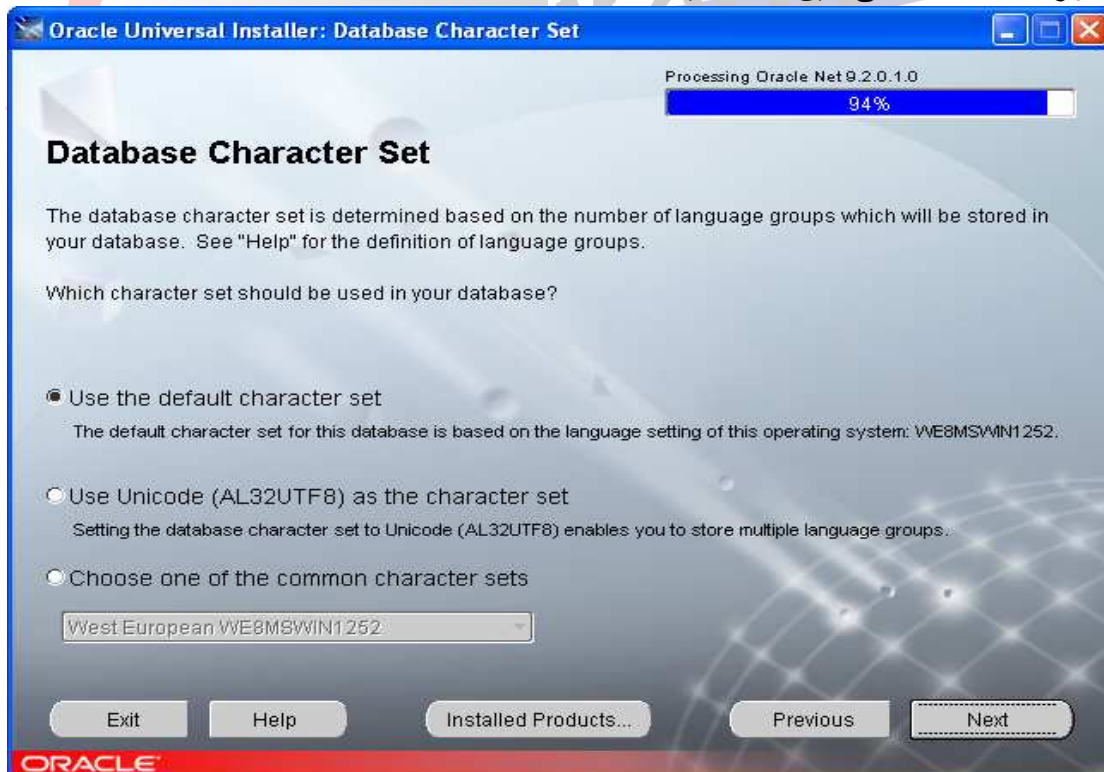 Oracle Universal Installer: Database Character Set
Processing Oracle Net 9.2.0.1.0
94%
Database Character Set
The database character set is determined based on the number of language groups which will be stored in
your database. See "Help" for the definition of language groups.
Which character set should be used in your database?
Use the default character set
The default character set for this database is based on the language setting of this operating system: WE8MSWIN1252.
Use Unicode (AL32UTF8) as the character set
Setting the database character set to Unicode (AL32UTF8) enables you to store multiple language groups.
Choose one of the common character sets
West European WE8MSWIN1252
Exit Help Installed Products... Previous Next
ORACLE